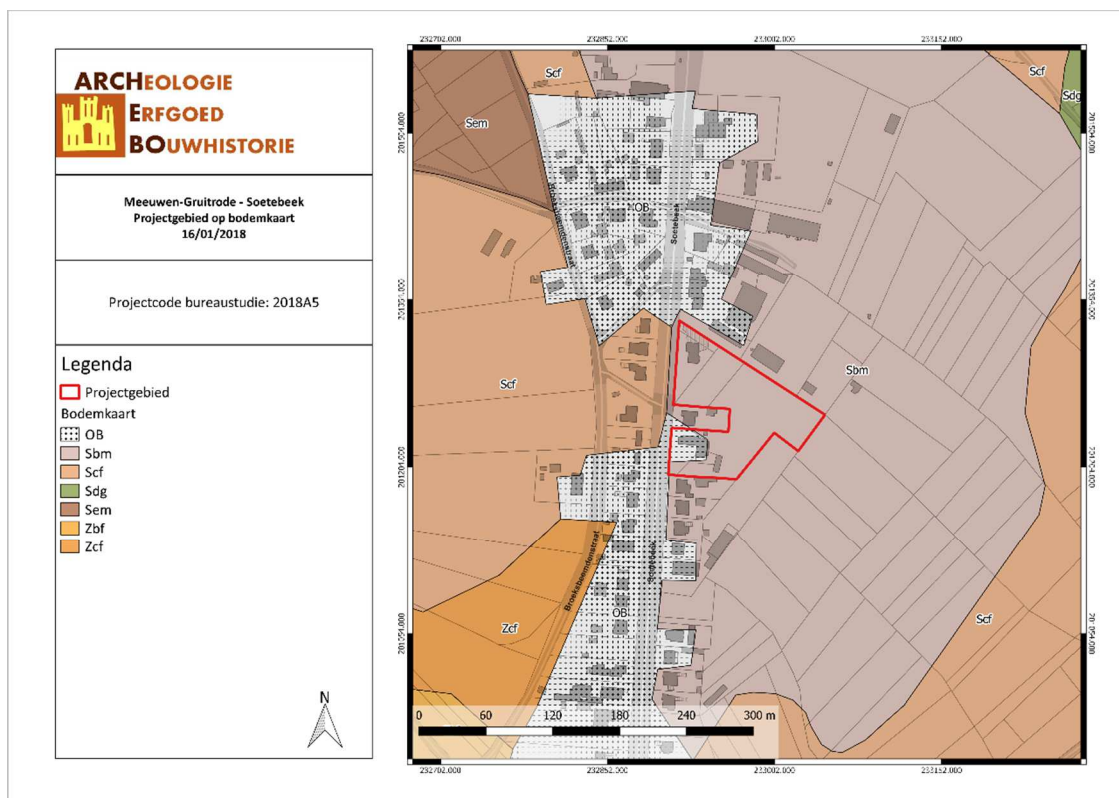 ARCHEOLOGIE
ERFGOED
BOUWHISTORIE
Meeuwen-Gruitrode - Soetebeek
Projectgebied op bodemkaart
16/01/2018
Projectcode bureaustudie: 2018A5
Legenda
Projectgebied
Bodemkaart
OB
Sbm
Scf
Sdg
Sem
Zbf
Zcf
N
232702.000
232852.000
233002.000
233152.000
Scf
Scf
Sdg
Sem
OB
Soetebeek
Scf
Sbm
Soetebeek
OB
Zcf
Scf
0 60 120 180 240 300 m
232702.000
232852.000
233002.000
233152.000